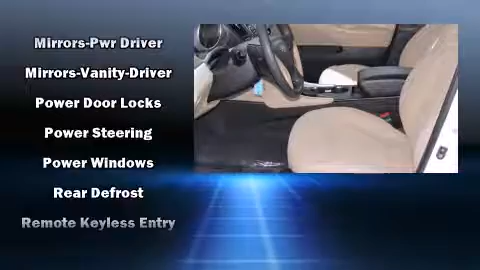 Mirrors-Pwr Driver
Mirrors-Vanity-Driver
Power Door Locks
Power Steering
Power Windows
Rear Defrost
Remote Keyless Entry